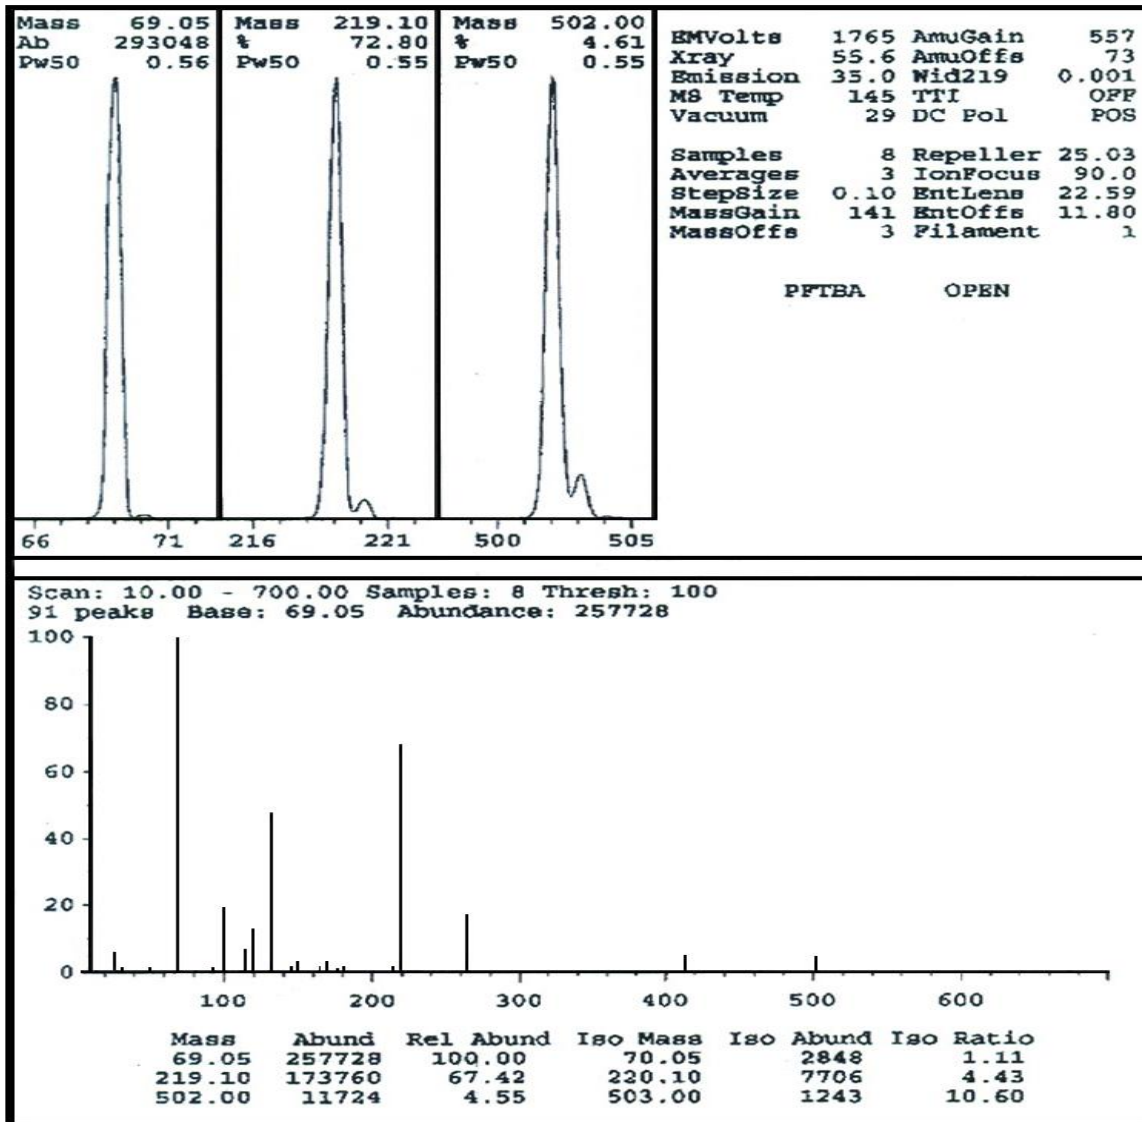 Mass 69.05
Ab 293048
Pw50 0.56
Mass 219.10
% 72.80
Pw50 0.55
Mass 502.00
% 4.61
Pw50 0.55
66 71
216 221
500 505
EMVolts 1765 AmuGain 557
Xray 55.6 AmuOffs 73
Emission 35.0 Wid219 0.001
MS Temp 145 TTI OFF
Vacuum 29 DC Pol POS
Samples 8 Repeller 25.03
Averages 3 IonFocus 90.0
StepSize 0.10 EntLens 22.59
MassGain 141 EntOffs 11.80
MassOffs 3 Filament 1
PFTBA OPEN
Scan: 10.00 - 700.00 Samples: 8 Thresh: 100
91 peaks Base: 69.05 Abundance: 257728
100
80
60
40
20
0
100 200 300 400 500 600
Mass Abund Rel Abund Iso Mass Iso Abund Iso Ratio
69.05 257728 100.00 70.05 2848 1.11
219.10 173760 67.42 220.10 7706 4.43
502.00 11724 4.55 503.00 1243 10.60